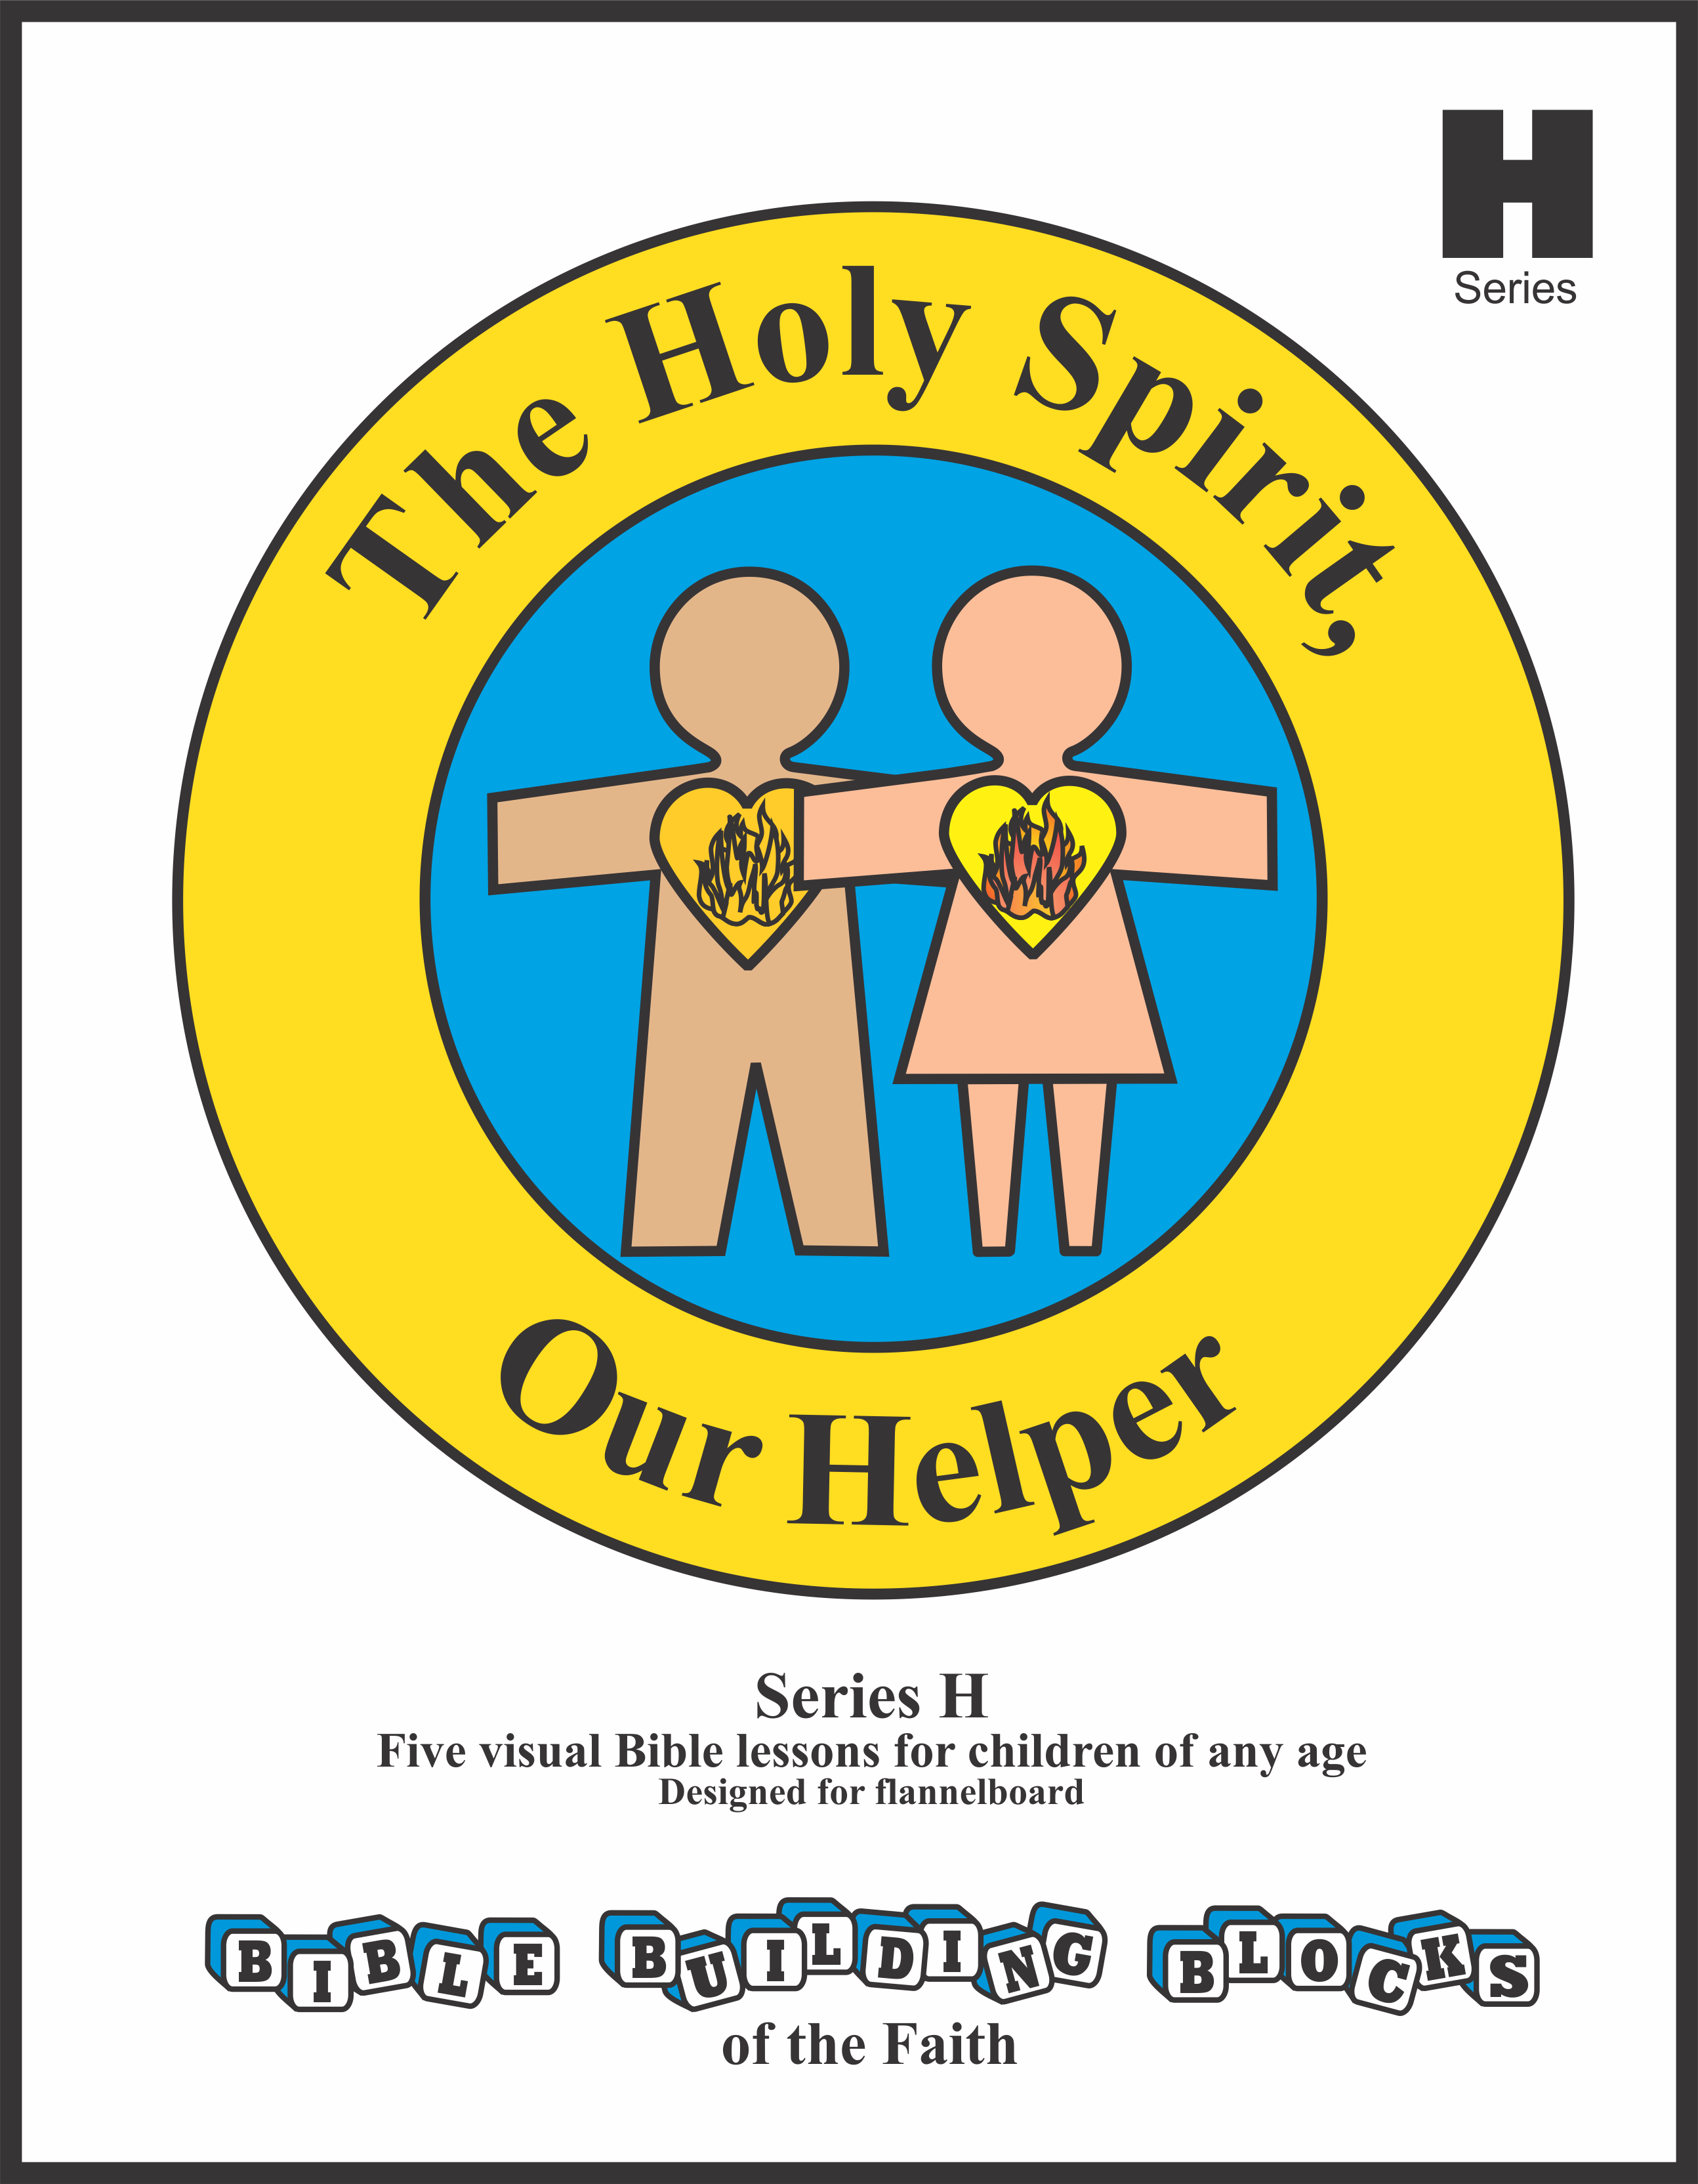 H
Series
The Holy Spirit,
Our Helper
Series H
Five visual Bible lessons for children of any age
Designed for flannelboard
BIBLE BUILDING BLOCKS
of the Faith